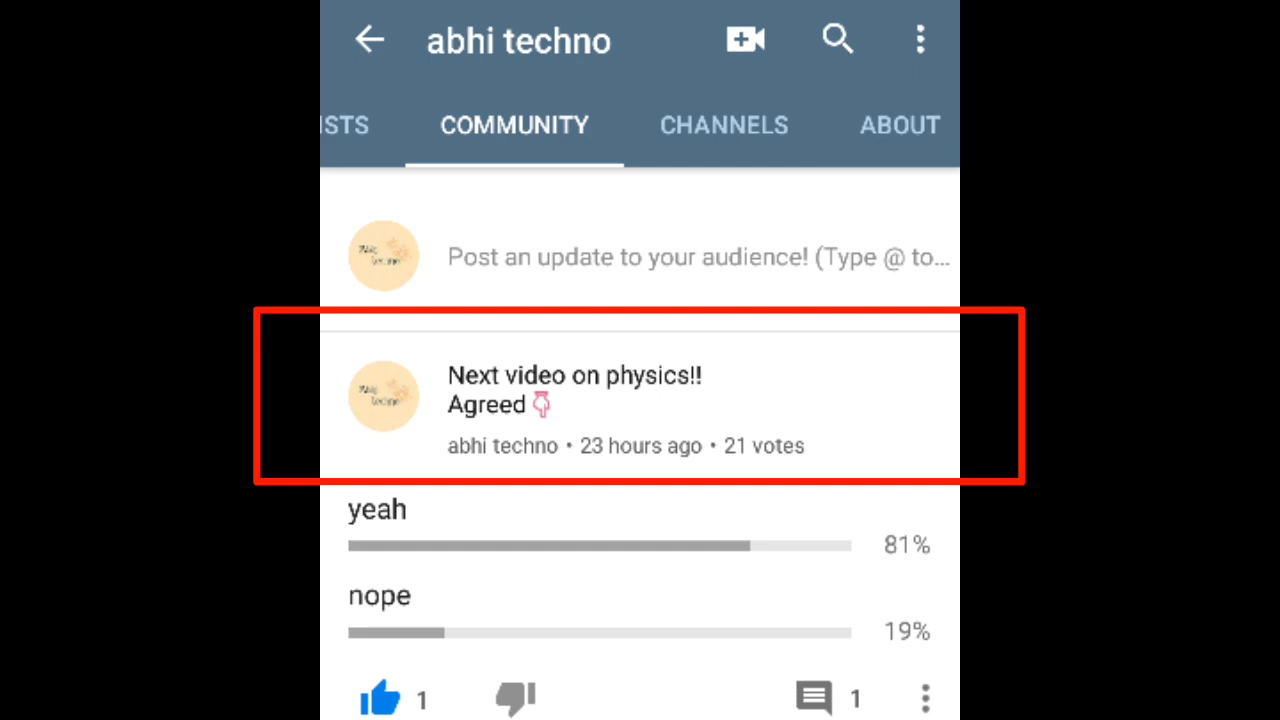 abhi techno
ISTS COMMUNITY CHANNELS ABOUT
Post an update to your audience! (Type @ to...
Next video on physics!!
Agreed 👇
abhi techno • 23 hours ago • 21 votes
yeah
81%
nope
19%
1 1